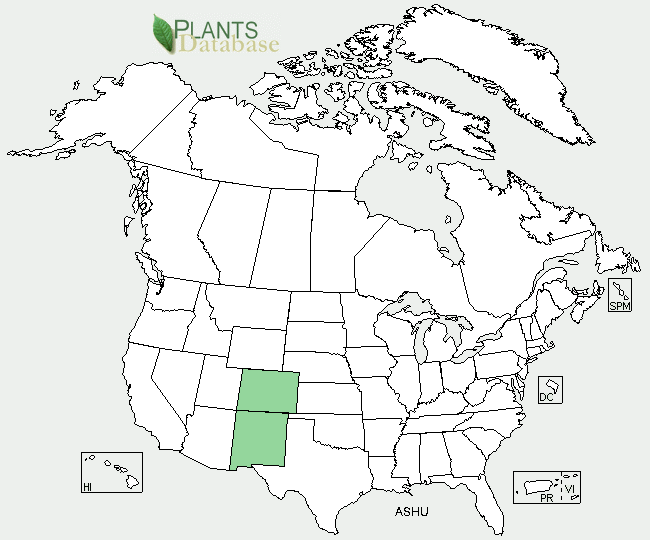 PLANTS
Database
SPM
DC
HI
PR
VI
ASHU